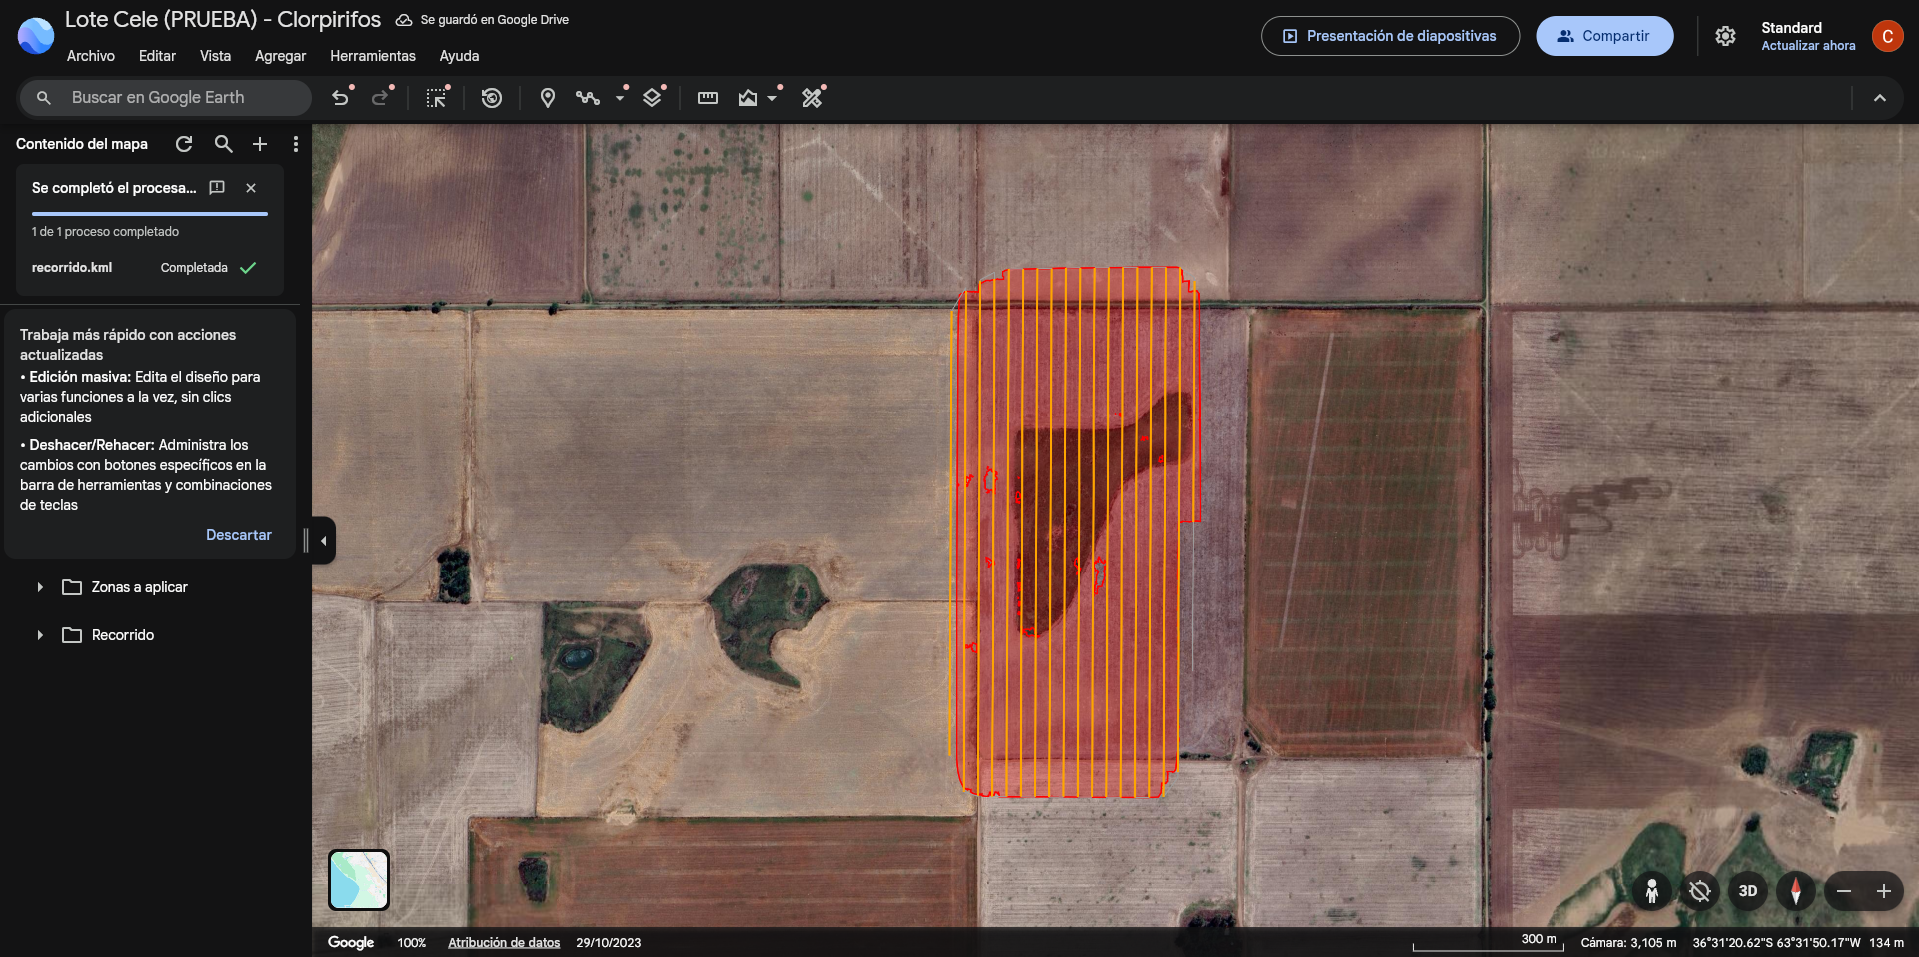 Lote Cele (PRUEBA) - Clorpirifos
Se guardó en Google Drive
Archivo Editar Vista Agregar Herramientas Ayuda
Presentación de diapositivas
Compartir
Standard
Actualizar ahora
C
Buscar en Google Earth
Contenido del mapa
Se completó el procesa...
1 de 1 proceso completado
recorrido.kml Completada
Trabaja más rápido con acciones
actualizadas
• Edición masiva: Edita el diseño para
varias funciones a la vez, sin clics
adicionales
• Deshacer/Rehacer: Administra los
cambios con botones específicos en la
barra de herramientas y combinaciones
de teclas
Descartar
Zonas a aplicar
Recorrido
3D
Google 100% Atribución de datos 29/10/2023
300 m Cámara: 3,105 m 36°31'20.62"S 63°31'50.17"W 134 m